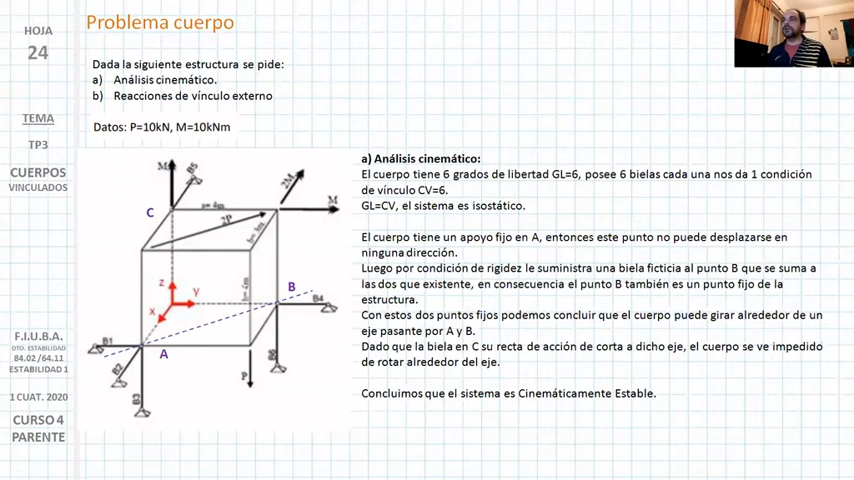 HOJA
24
TEMA
TP3
CUERPOS
VINCULADOS
F.I.U.B.A.
DTO. ESTABILIDAD
84.02 /64.11
ESTABILIDAD 1
1 CUAT. 2020
CURSO 4
PARENTE
Problema cuerpo
Dada la siguiente estructura se pide:
a) Análisis cinemático.
b) Reacciones de vínculo externo
Datos: P=10kN, M=10kNm
M
B5
2M
a= 4m
M
C
2P
z
y
x
B
B4
B1
A
B2
B3
P
B6
a) Análisis cinemático:
El cuerpo tiene 6 grados de libertad GL=6, posee 6 bielas cada una nos da 1 condición
de vínculo CV=6.
GL=CV, el sistema es isostático.
El cuerpo tiene un apoyo fijo en A, entonces este punto no puede desplazarse en
ninguna dirección.
Luego por condición de rigidez le suministra una biela ficticia al punto B que se suma a
las dos que existente, en consecuencia el punto B también es un punto fijo de la
estructura.
Con estos dos puntos fijos podemos concluir que el cuerpo puede girar alrededor de un
eje pasante por A y B.
Dado que la biela en C su recta de acción de corta a dicho eje, el cuerpo se ve impedido
de rotar alrededor del eje.
Concluimos que el sistema es Cinemáticamente Estable.